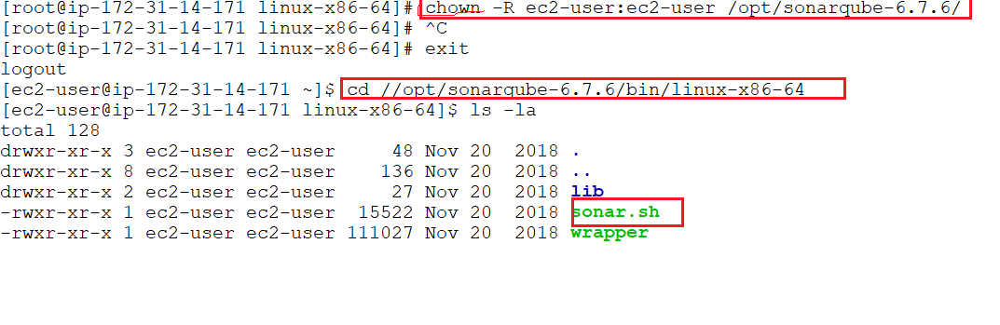 [root@ip-172-31-14-171 linux-x86-64]# chown -R ec2-user:ec2-user /opt/sonarqube-6.7.6/
[root@ip-172-31-14-171 linux-x86-64]# ^C
[root@ip-172-31-14-171 linux-x86-64]# exit
logout
[ec2-user@ip-172-31-14-171 ~]$ cd //opt/sonarqube-6.7.6/bin/linux-x86-64
[ec2-user@ip-172-31-14-171 linux-x86-64]$ ls -la
total 128
drwxr-xr-x 3 ec2-user ec2-user     48 Nov 20  2018 .
drwxr-xr-x 8 ec2-user ec2-user    136 Nov 20  2018 ..
drwxr-xr-x 2 ec2-user ec2-user     27 Nov 20  2018 lib
-rwxr-xr-x 1 ec2-user ec2-user  15522 Nov 20  2018 sonar.sh
-rwxr-xr-x 1 ec2-user ec2-user 111027 Nov 20  2018 wrapper